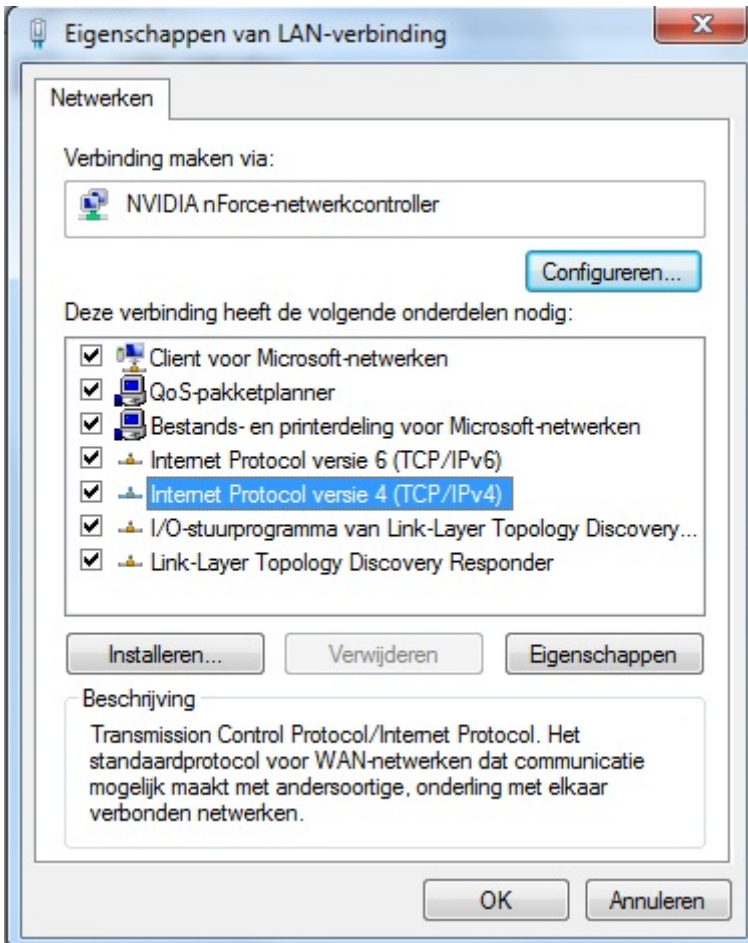 Eigenschappen van LAN-verbinding
Netwerken
Verbinding maken via:
NVIDIA nForce-netwerkcontroller
Configureren...
Deze verbinding heeft de volgende onderdelen nodig:
Client voor Microsoft-netwerken
QoS-pakketplanner
Bestands- en printerdeling voor Microsoft-netwerken
Internet Protocol versie 6 (TCP/IPv6)
Internet Protocol versie 4 (TCP/IPv4)
I/O-stuurprogramma van Link-Layer Topology Discovery...
Link-Layer Topology Discovery Responder
Installeren... Verwijderen Eigenschappen
Beschrijving
Transmission Control Protocol/Internet Protocol. Het
standaardprotocol voor WAN-netwerken dat communicatie
mogelijk maakt met andersoortige, onderling met elkaar
verbonden netwerken.
OK Annuleren